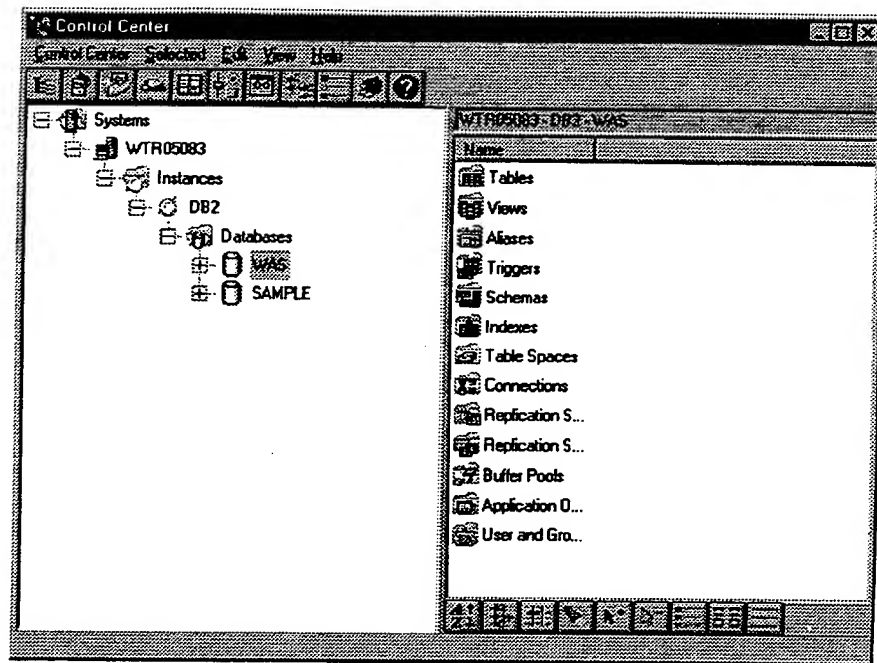 Control Center
Control Center Selected Edit View Help
Systems
WTR05083
Instances
DB2
Databases
WAS
SAMPLE
WTR05083 - DB2 - WAS
Name
Tables
Views
Aliases
Triggers
Schemas
Indexes
Table Spaces
Connections
Replication S...
Replication S...
Buffer Pools
Application O...
User and Gro...